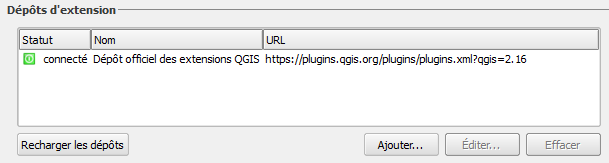 Dépôts d'extension
Statut Nom URL
connecté Dépôt officiel des extensions QGIS https://plugins.qgis.org/plugins/plugins.xml?qgis=2.16
Recharger les dépôts Ajouter... Éditer... Effacer